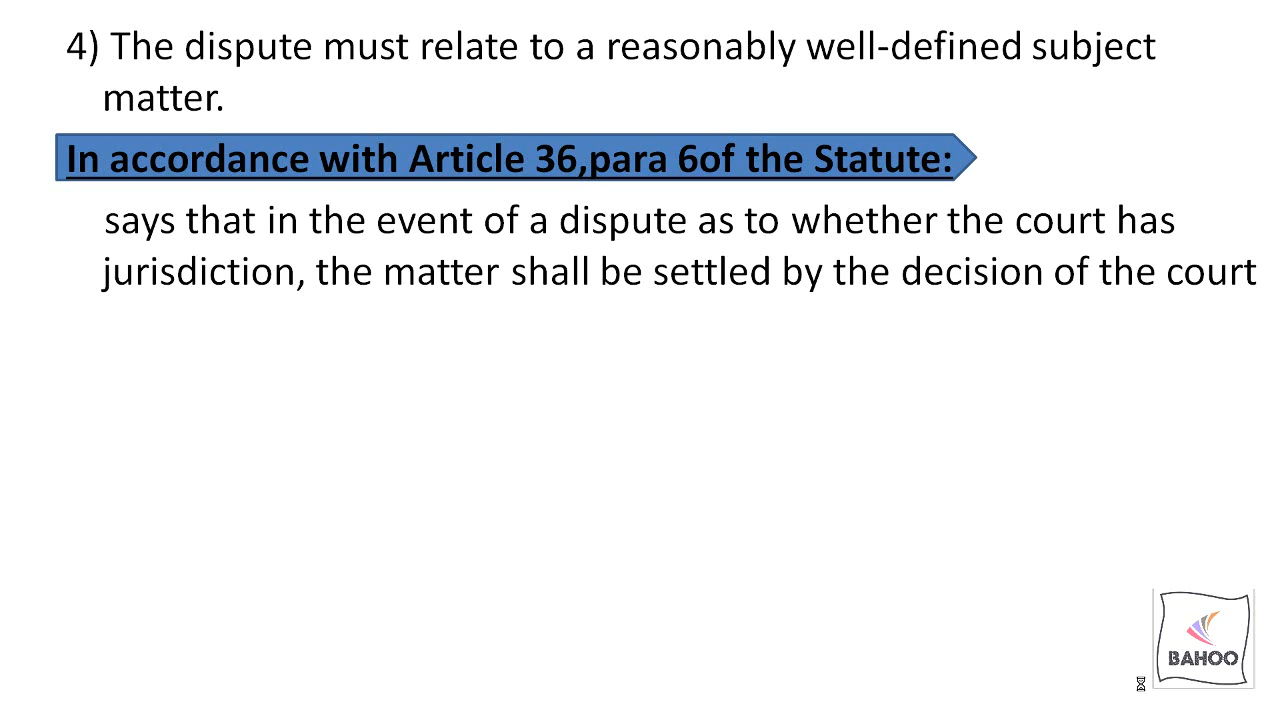 4) The dispute must relate to a reasonably well-defined subject
matter.
In accordance with Article 36,para 6of the Statute:
says that in the event of a dispute as to whether the court has
jurisdiction, the matter shall be settled by the decision of the court
BAHOO